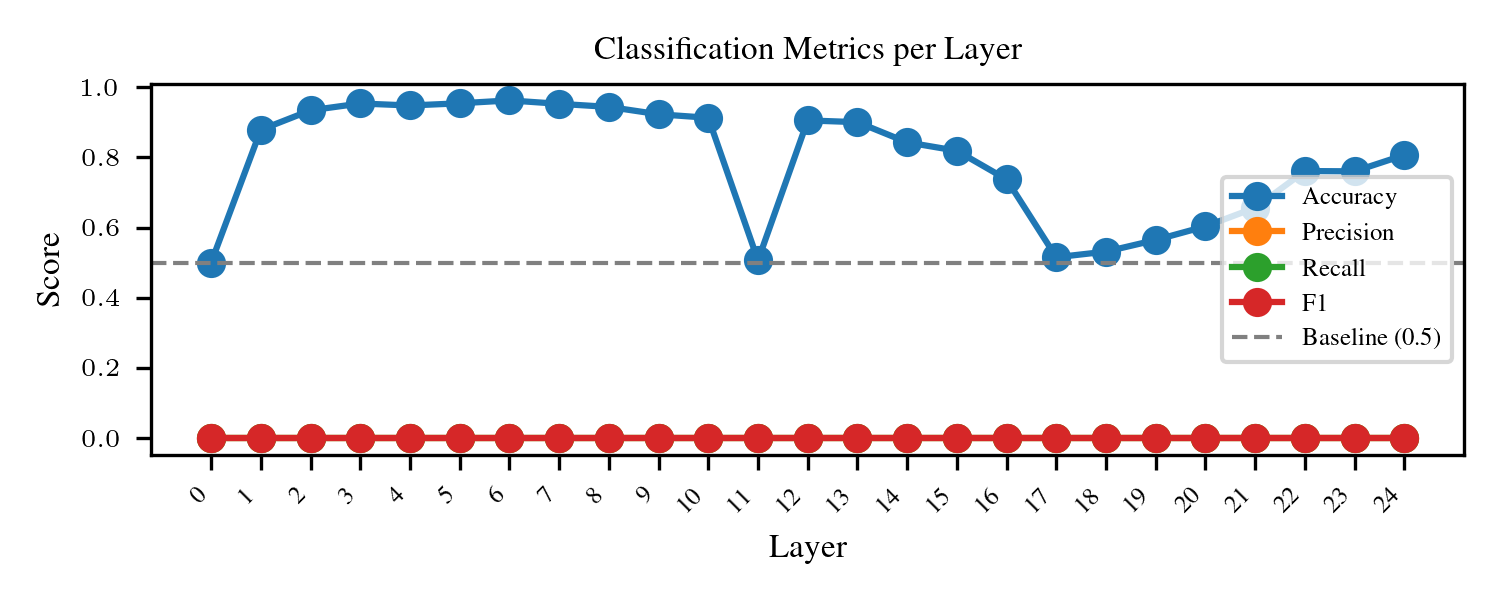 Classification Metrics per Layer
1.0
0.8
0.6
0.4
0.2
0.0
Score
Accuracy
Precision
Recall
F1
Baseline (0.5)
0 1 2 3 4 5 6 7 8 9 10 11 12 13 14 15 16 17 18 19 20 21 22 23 24
Layer